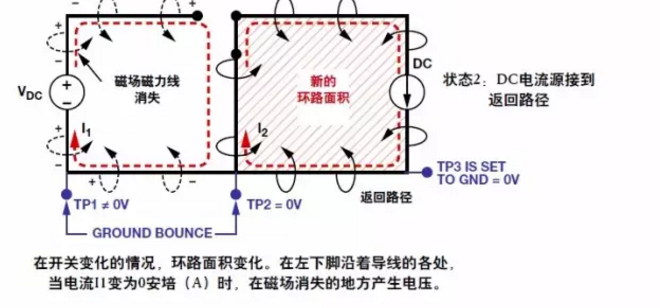 磁场磁力线
消失
新的
环路面积
DC
状态2：DC电流源接到
返回路径
VDC
+
−
I1
I2
TP3 IS SET
TO GND = 0V
TP1 ≠ 0V
TP2 = 0V
返回路径
GROUND BOUNCE
在开关变化的情况，环路面积变化。在左下脚沿着导线的各处，
当电流I1变为0安培（A）时，在磁场消失的地方产生电压。